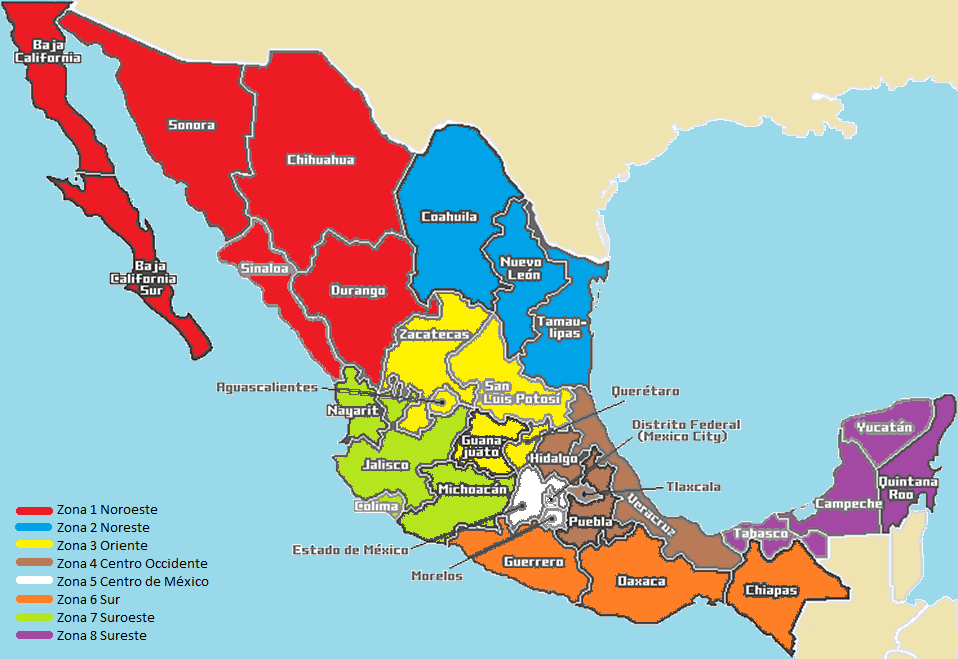 Baja
California
Sonora
Chihuahua
Coahuila
Nuevo
León
Sinaloa
Baja
California
Sur
Durango
Tamau-
lipas
Zacatecas
Aguascalientes
San
Luis Potosí
Querétaro
Nayarit
Distrito Federal
(Mexico City)
Guana-
juato
Hidalgo
Yucatán
Jalisco
Michoacán
Tlaxcala
Quintana
Roo
Colima
Campeche
Veracruz
Puebla
Tabasco
Estado de México
Morelos
Guerrero
Oaxaca
Chiapas
Zona 1 Noroeste
Zona 2 Noreste
Zona 3 Oriente
Zona 4 Centro Occidente
Zona 5 Centro de México
Zona 6 Sur
Zona 7 Suroeste
Zona 8 Sureste